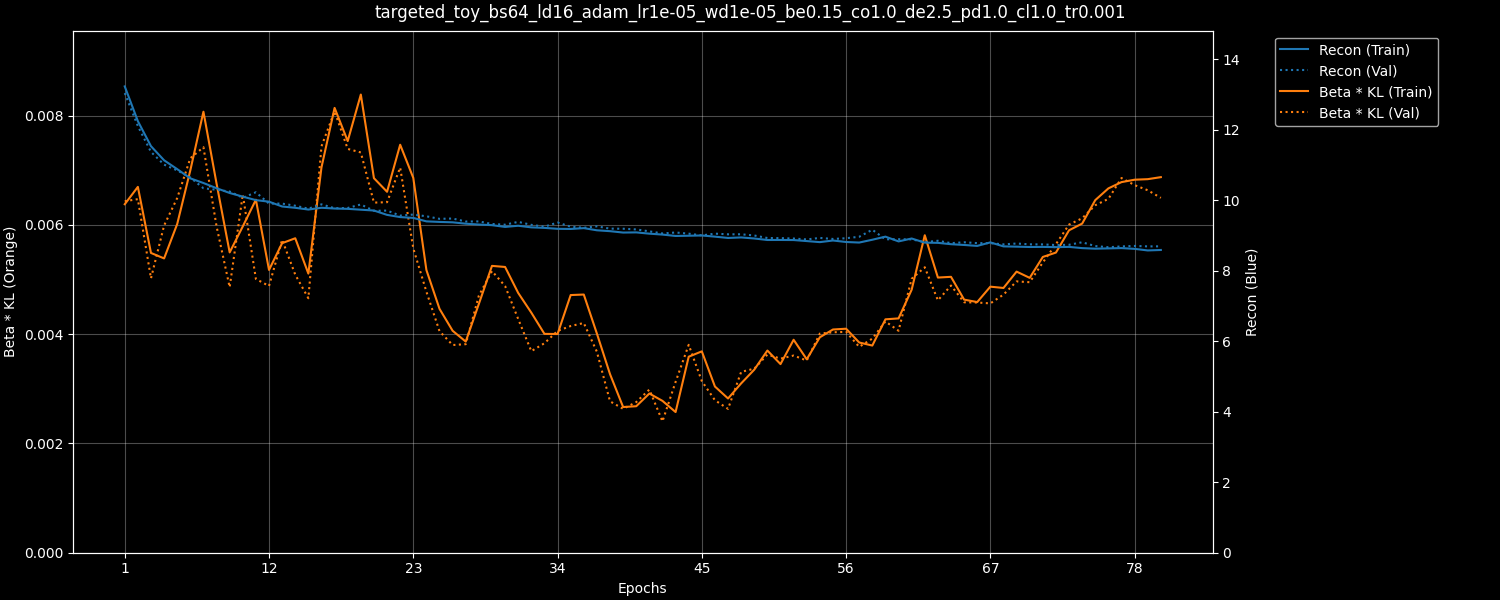 targeted_toy_bs64_ld16_adam_lr1e-05_wd1e-05_be0.15_co1.0_de2.5_pd1.0_cl1.0_tr0.001
Beta * KL (Orange)
0.008
0.006
0.004
0.002
0.000
1 12 23 34 45 56 67 78
Epochs
14
12
10
8
6
4
2
0
Recon (Blue)
Recon (Train)
Recon (Val)
Beta * KL (Train)
Beta * KL (Val)